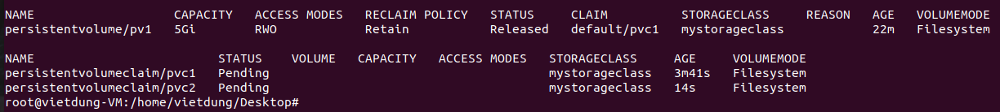 NAME                   CAPACITY   ACCESS MODES   RECLAIM POLICY   STATUS     CLAIM          STORAGECLASS     REASON   AGE   VOLUMEMODE
persistentvolume/pv1   5Gi        RWO            Retain           Released   default/pvc1   mystorageclass            22m   Filesystem

NAME                         STATUS    VOLUME   CAPACITY   ACCESS MODES   STORAGECLASS     AGE     VOLUMEMODE
persistentvolumeclaim/pvc1   Pending                                      mystorageclass   3m41s   Filesystem
persistentvolumeclaim/pvc2   Pending                                      mystorageclass   14s     Filesystem
root@vietdung-VM:/home/vietdung/Desktop#